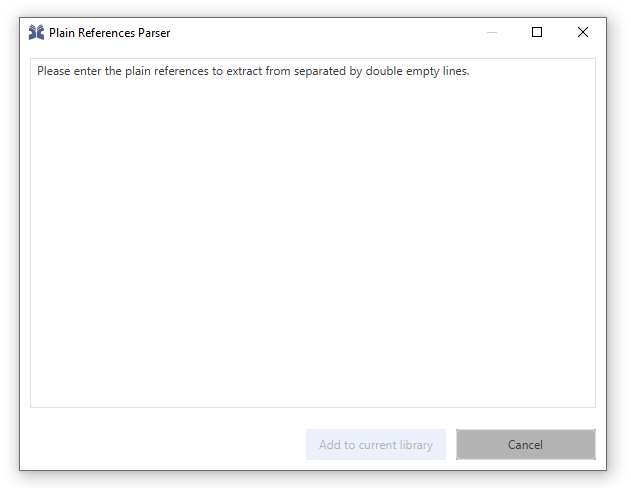 Plain References Parser
Please enter the plain references to extract from separated by double empty lines.
Add to current library
Cancel